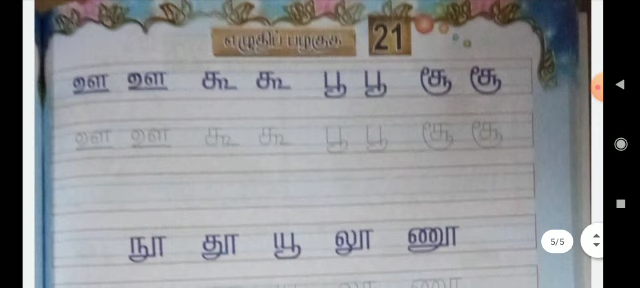 எழுதிப் பழகுக 21
ஊ ஊ கூ கூ பூ பூ சூ சூ
ஊ ஊ கூ கூ பூ பூ சூ சூ
நூ தூ யூ லூ ணூ
5/5